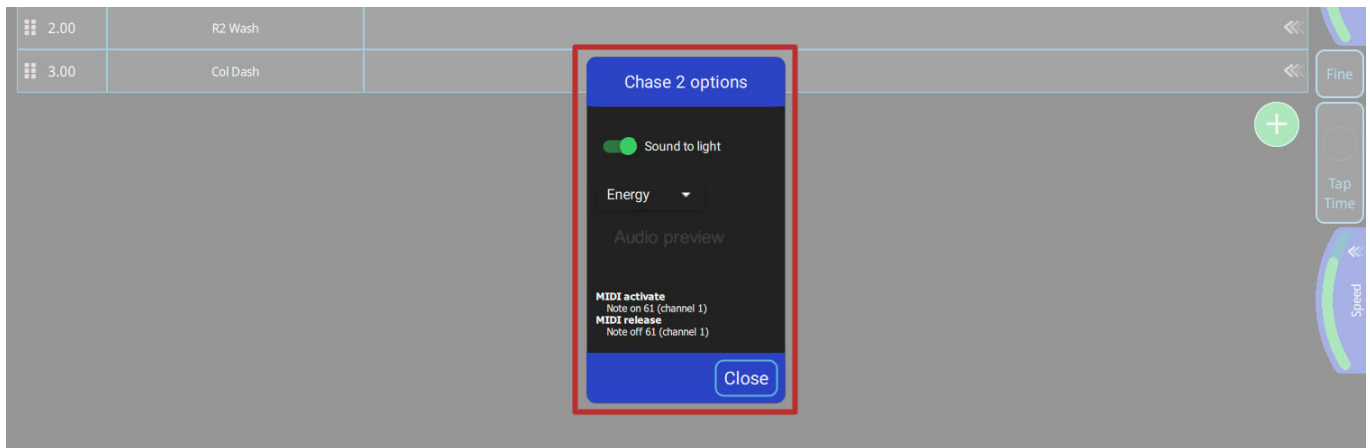 2.00 R2 Wash
3.00 Col Dash
Chase 2 options
Sound to light
Energy
Audio preview
MIDI activate
Note on 61 (channel 1)
MIDI release
Note off 61 (channel 1)
Close
Fine
Tap
Time
Speed